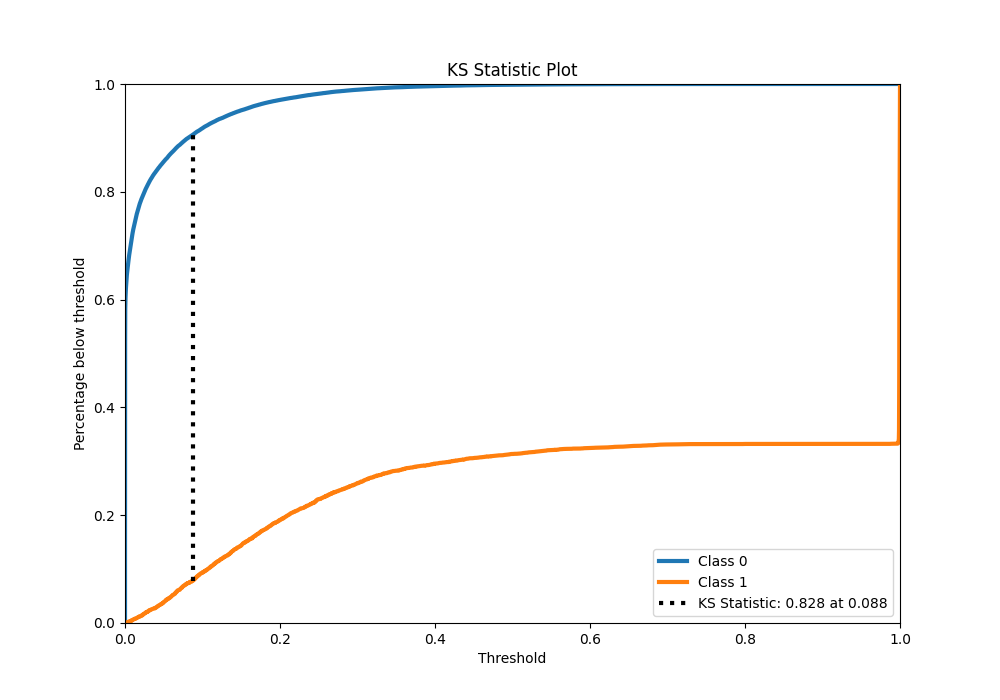 KS Statistic Plot
1.0
0.8
0.6
0.4
0.2
0.0
Percentage below threshold
0.0 0.2 0.4 0.6 0.8 1.0
Threshold
Class 0
Class 1
KS Statistic: 0.828 at 0.088